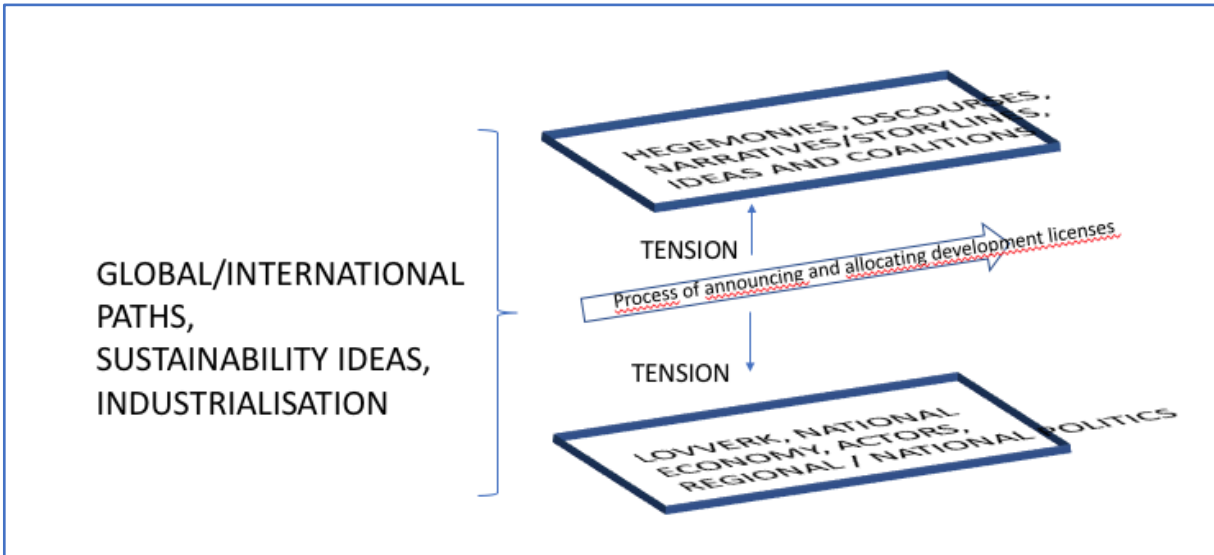 HEGEMONIES, DSCOURSES,
NARRATIVES/STORYLINES,
IDEAS AND COALITIONS
TENSION
Process of announcing and allocating development licenses
GLOBAL/INTERNATIONAL
PATHS,
SUSTAINABILITY IDEAS,
INDUSTRIALISATION
TENSION
LOVVERK, NATIONAL
ECONOMY, ACTORS,
REGIONAL / NATIONAL POLITICS